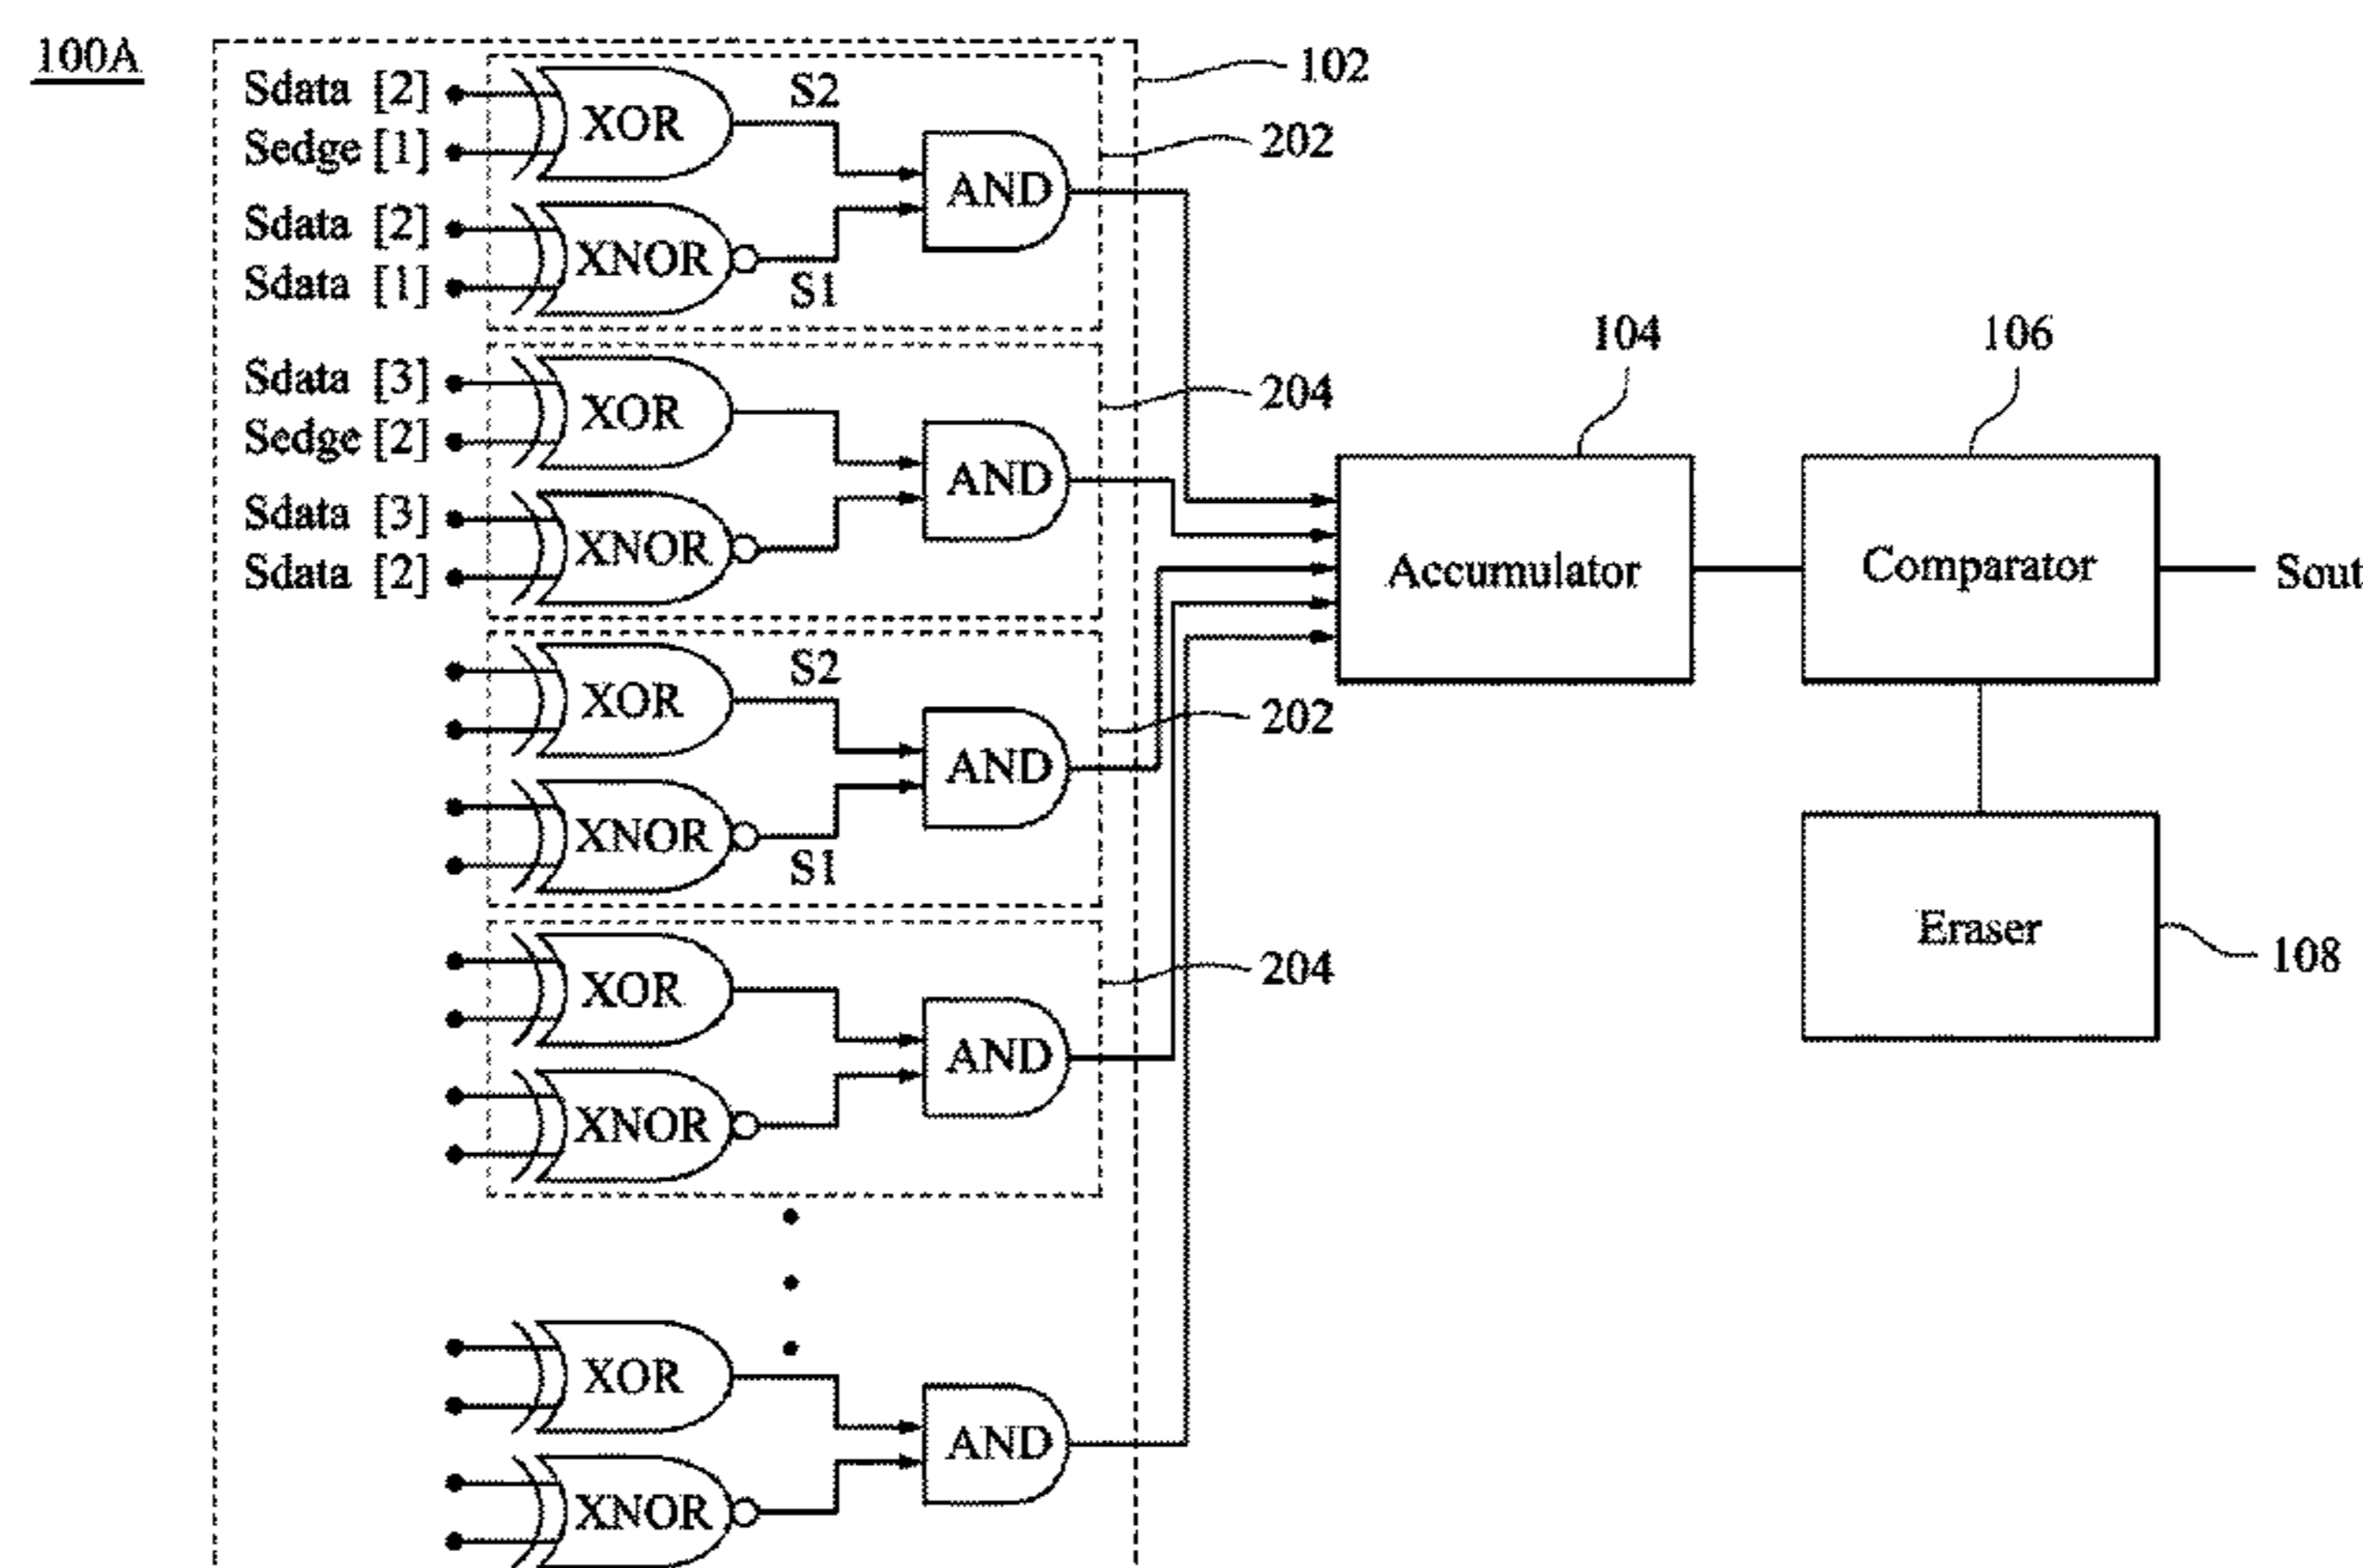 100A
Sdata [2]
Sedge [1]
Sdata [2]
Sdata [1]
XOR
S2
XNOR
S1
AND
102
202
Sdata [3]
Sedge [2]
Sdata [3]
Sdata [2]
XOR
XNOR
AND
204
XOR
S2
XNOR
S1
AND
202
XOR
XNOR
AND
204
XOR
XNOR
AND
104
Accumulator
106
Comparator
Sout
Eraser
108